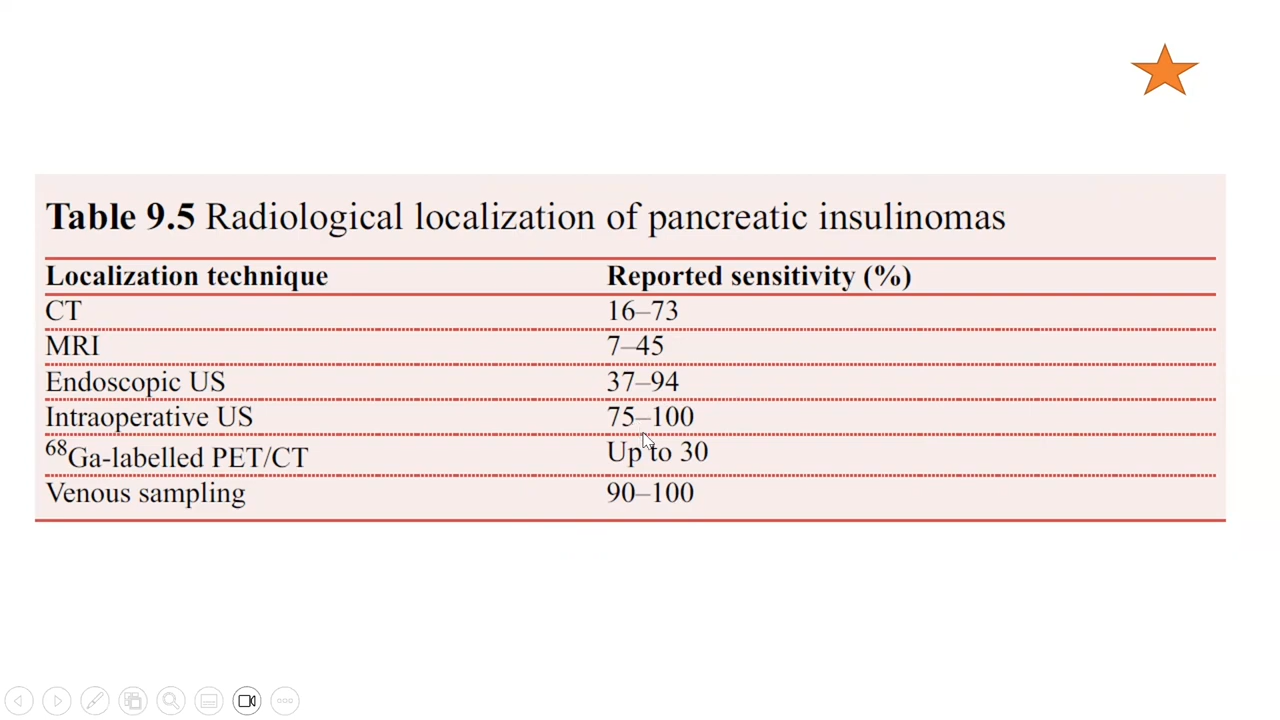 Table 9.5 Radiological localization of pancreatic insulinomas
Localization technique Reported sensitivity (%)
CT 16–73
MRI 7–45
Endoscopic US 37–94
Intraoperative US 75–100
⁶⁸Ga-labelled PET/CT Up to 30
Venous sampling 90–100